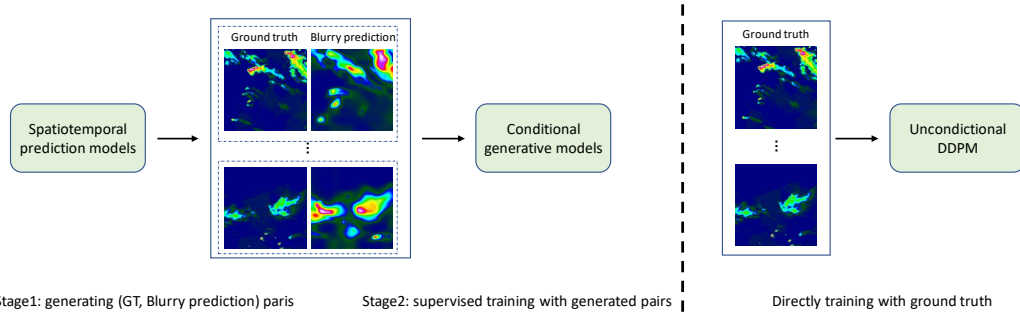 Ground truth Blurry prediction
Spatiotemporal
prediction models
Conditional
generative models
Stage1: generating (GT, Blurry prediction) paris
Stage2: supervised training with generated pairs
Ground truth
Uncondictional
DDPM
Directly training with ground truth